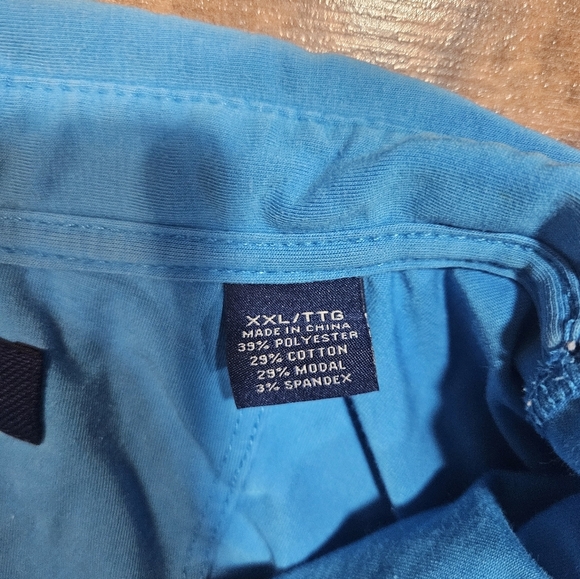 XXL/TTG
MADE IN CHINA
39% POLYESTER
29% COTTON
29% MODAL
3% SPANDEX